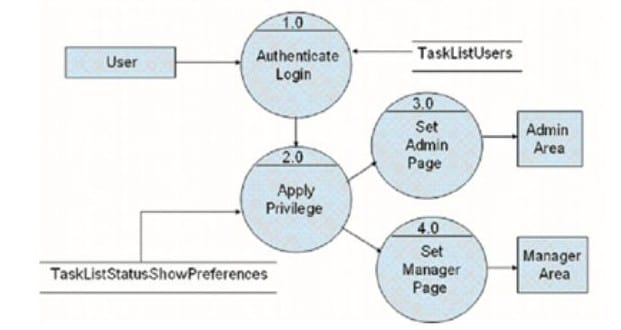 1.0
Authenticate
Login
User
TaskListUsers
3.0
Set
Admin
Page
Admin
Area
2.0
Apply
Privilege
4.0
Set
Manager
Page
Manager
Area
TaskListStatusShowPreferences